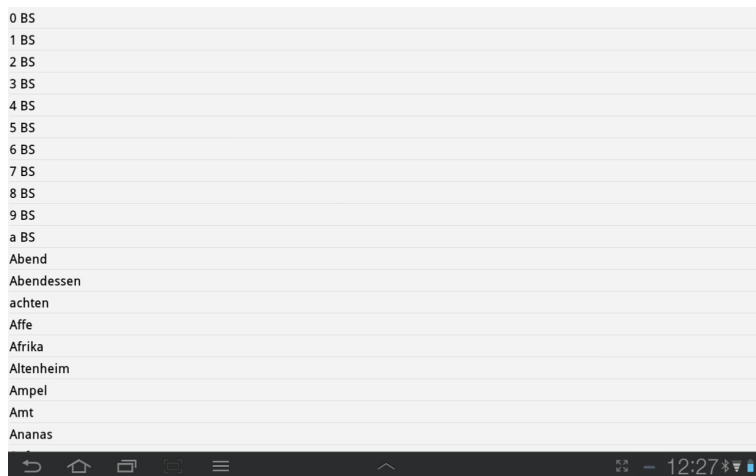 0 BS
1 BS
2 BS
3 BS
4 BS
5 BS
6 BS
7 BS
8 BS
9 BS
a BS
Abend
Abendessen
achten
Affe
Afrika
Altenheim
Ampel
Amt
Ananas
12:27